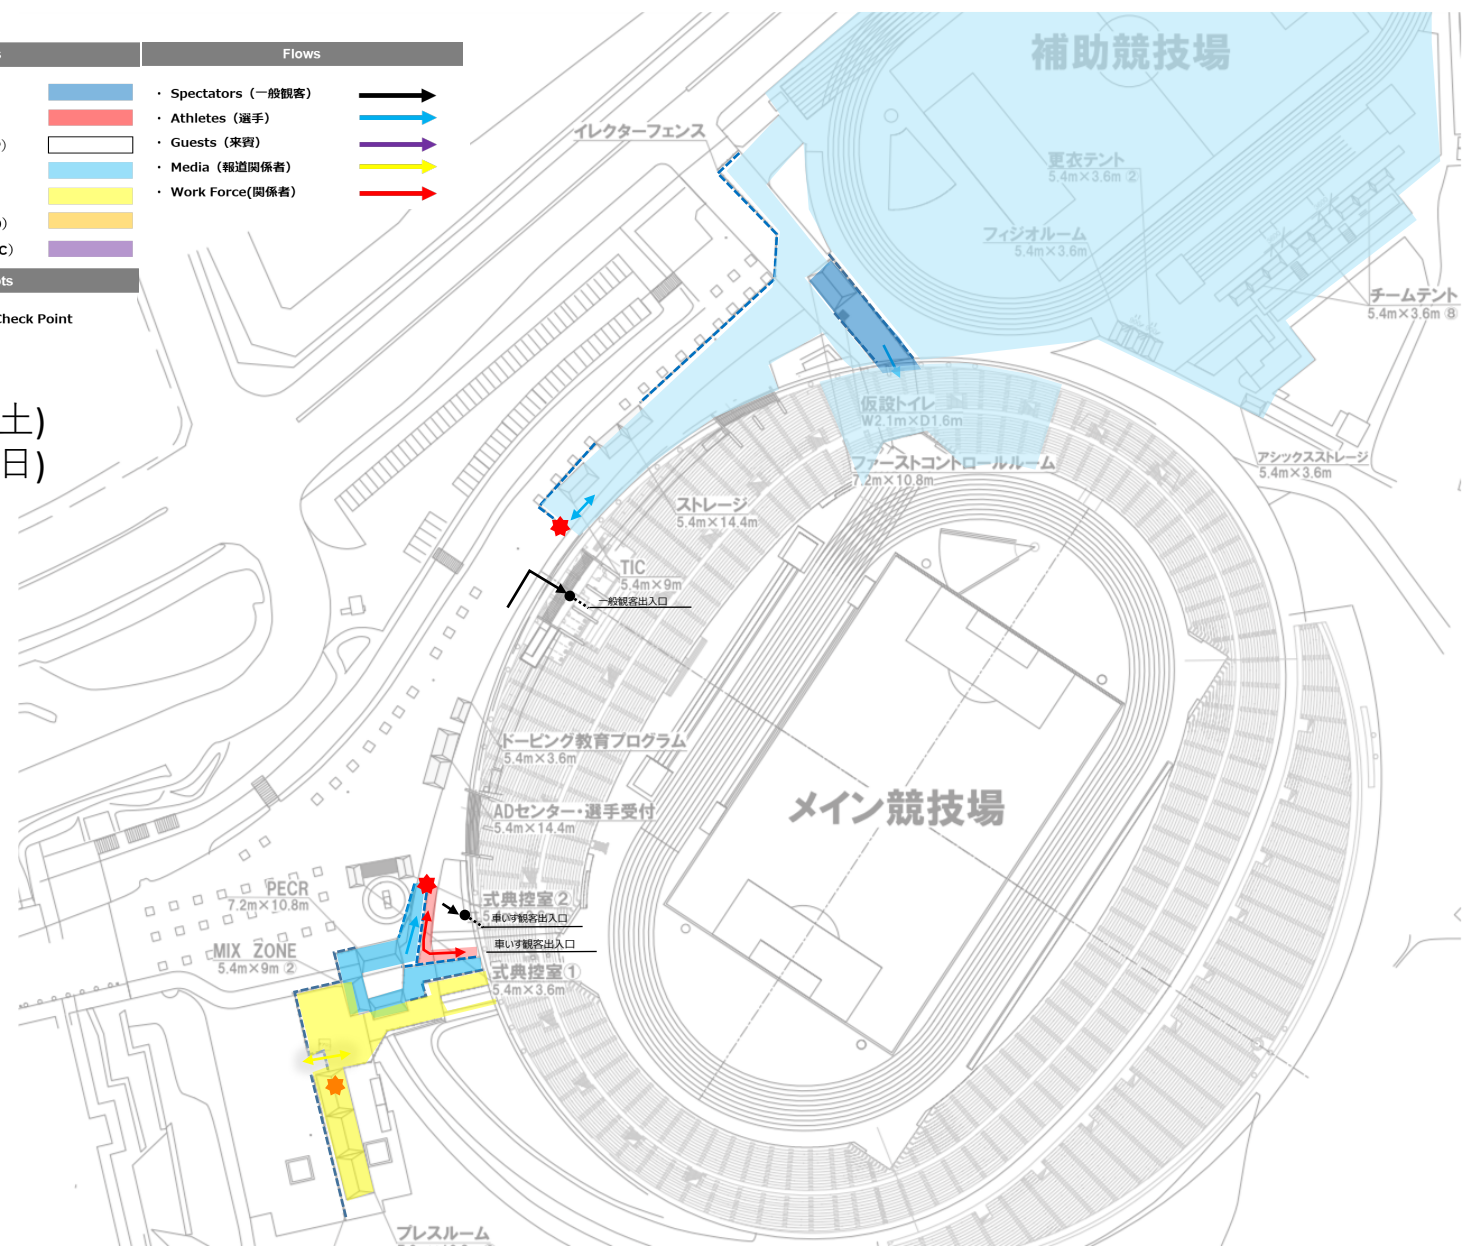 Flows
・ Spectators（一般観客）
・ Athletes（選手）
・ Guests（来賓）
・ Media（報道関係者）
・ Work Force(関係者）
Check Point
土)
日)
補助競技場
イレクターフェンス
更衣テント
5.4m×3.6m ②
フィジオルーム
5.4m×3.6m
チームテント
5.4m×3.6m ⑧
仮設トイレ
W2.1m×D1.6m
ファーストコントロールルーム
7.2m×10.8m
アシックスストレージ
5.4m×3.6m
ストレージ
5.4m×14.4m
TIC
5.4m×9m
一般観客出入口
ドーピング教育プログラム
5.4m×3.6m
ADセンター・選手受付
5.4m×14.4m
メイン競技場
PECR
7.2m×10.8m
式典控室②
車いす観客出入口
車いす観客出入口
MIX ZONE
5.4m×9m ②
式典控室①
5.4m×3.6m
プレスルーム